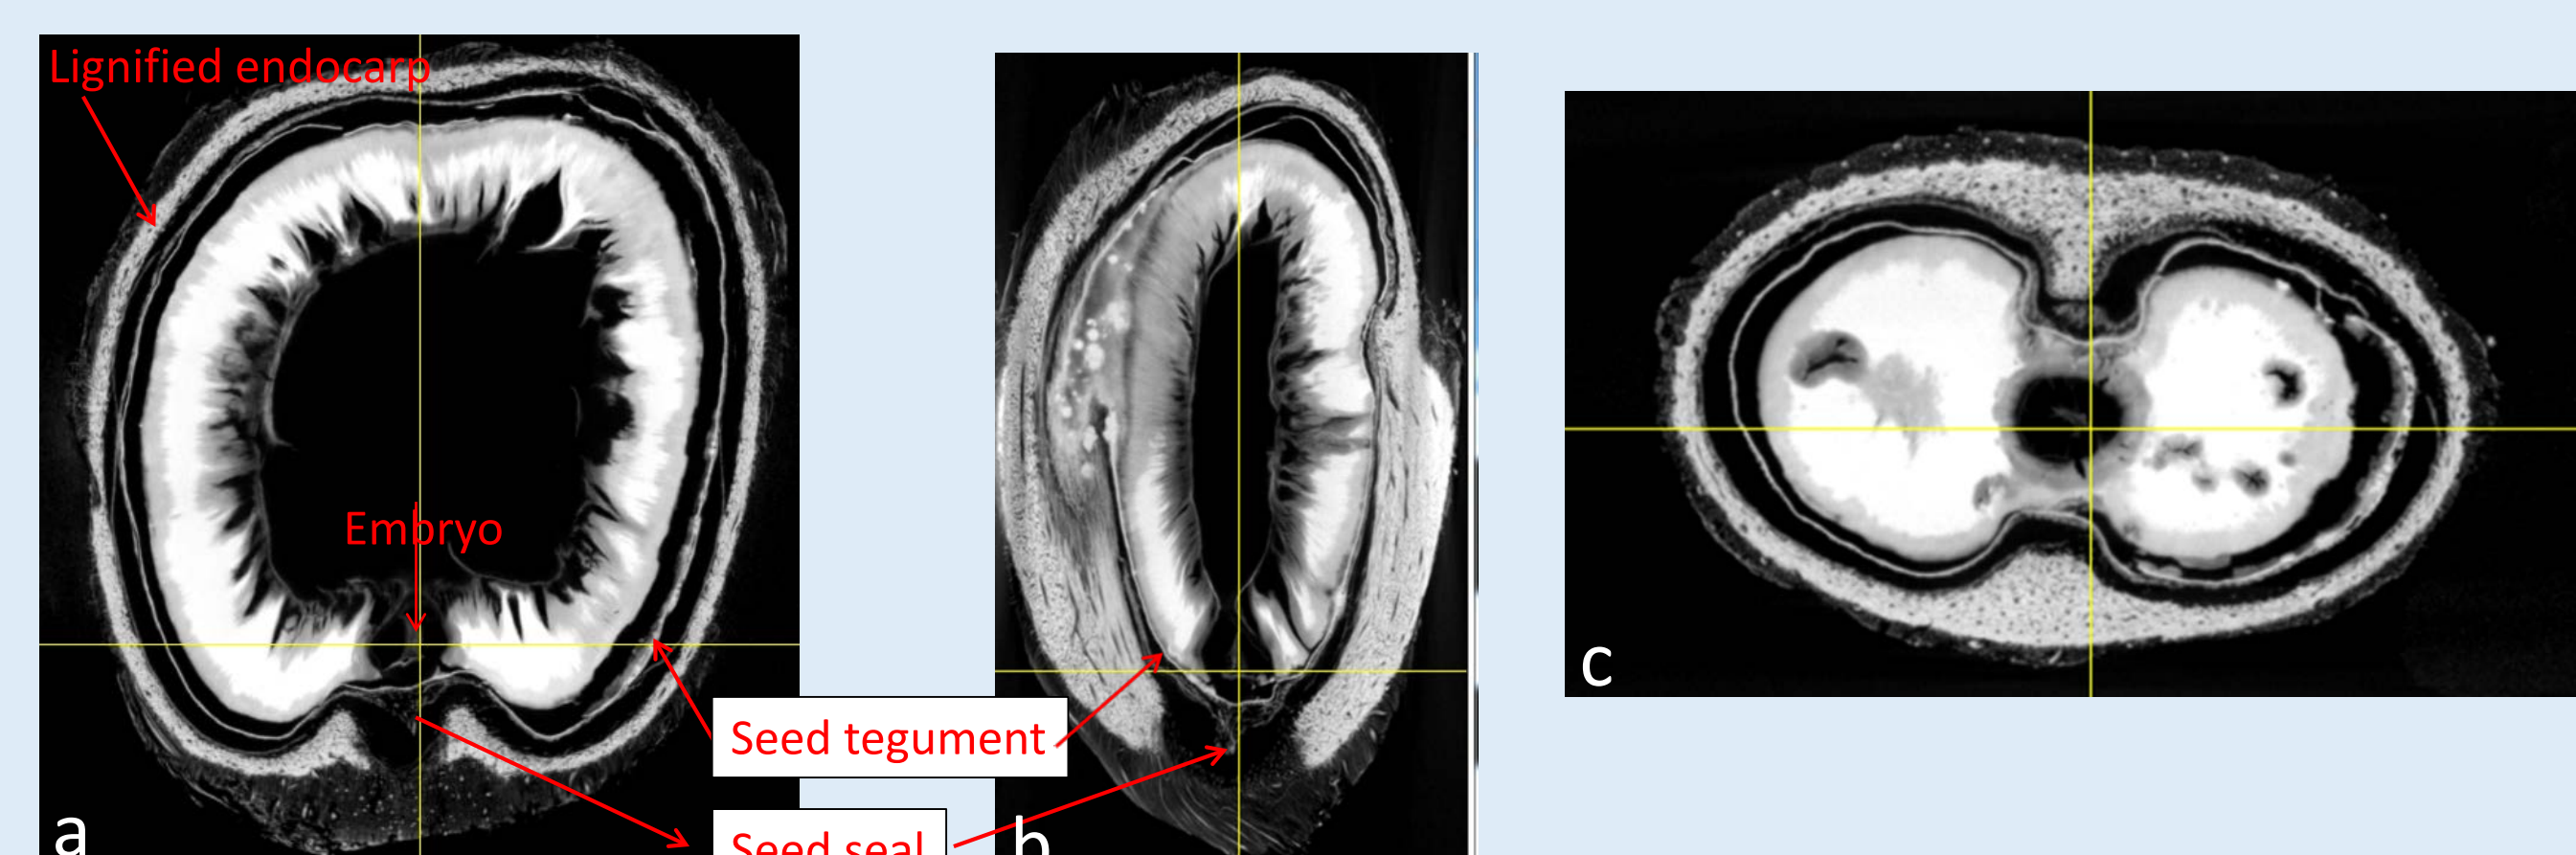 Lignified endocarp
Embryo
Seed tegument
Seed seal
a
b
c